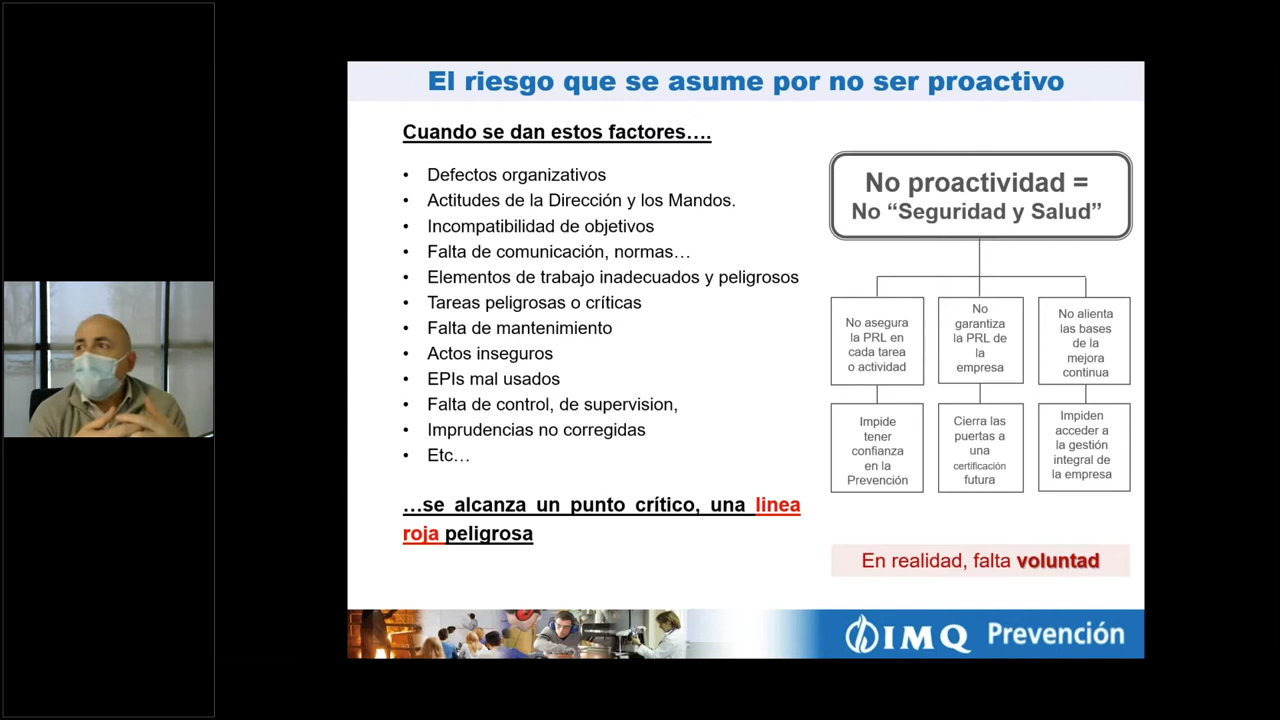 El riesgo que se asume por no ser proactivo
Cuando se dan estos factores….
• Defectos organizativos
• Actitudes de la Dirección y los Mandos.
• Incompatibilidad de objetivos
• Falta de comunicación, normas…
• Elementos de trabajo inadecuados y peligrosos
• Tareas peligrosas o críticas
• Falta de mantenimiento
• Actos inseguros
• EPIs mal usados
• Falta de control, de supervision,
• Imprudencias no corregidas
• Etc…
…se alcanza un punto crítico, una linea
roja peligrosa
No proactividad =
No “Seguridad y Salud”
No asegura
la PRL en
cada tarea
o actividad
No
garantiza
la PRL de
la
empresa
No alienta
las bases
de la
mejora
continua
Impide
tener
confianza
en la
Prevención
Cierra las
puertas a
una
certificación
futura
Impiden
acceder a
la gestión
integral de
la empresa
En realidad, falta voluntad
IMQ Prevención